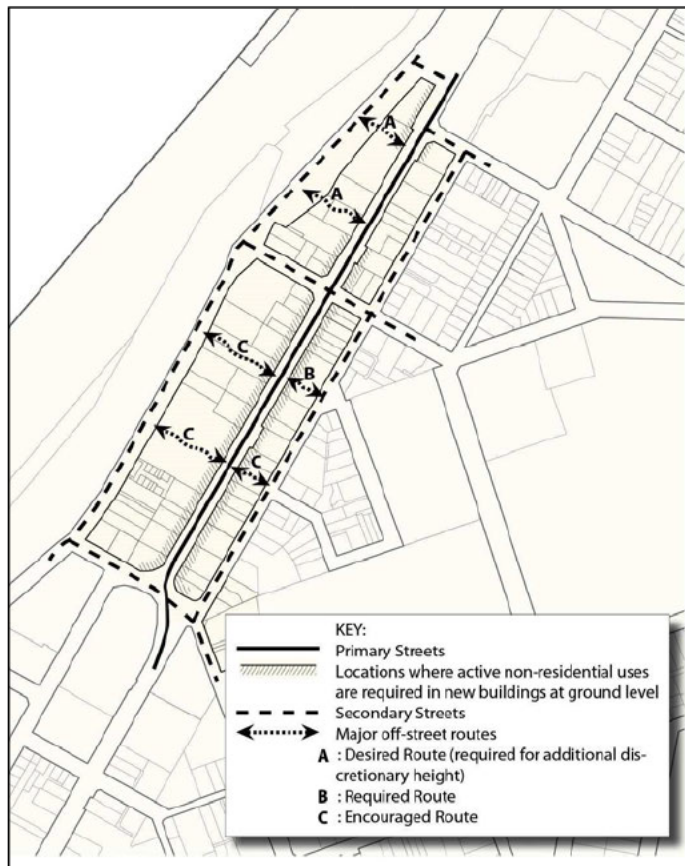 A
A
C
B
C
C
KEY:
Primary Streets
Locations where active non-residential uses
are required in new buildings at ground level
Secondary Streets
Major off-street routes
A : Desired Route (required for additional dis-
cretionary height)
B : Required Route
C : Encouraged Route